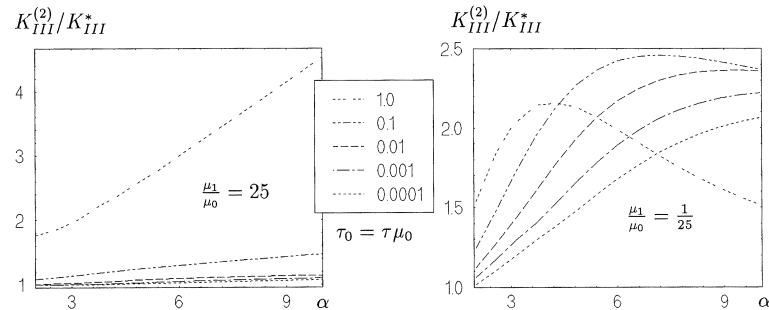 K_{III}^{(2)}/K_{III}^{*}
4
3
2
1
3
6
9
α
μ₁/μ₀ = 25
1.0
0.1
0.01
0.001
0.0001
τ₀ = τμ₀
K_{III}^{(2)}/K_{III}^{*}
2.5
2.0
1.5
1.0
3
6
9
α
μ₁/μ₀ = 1/25